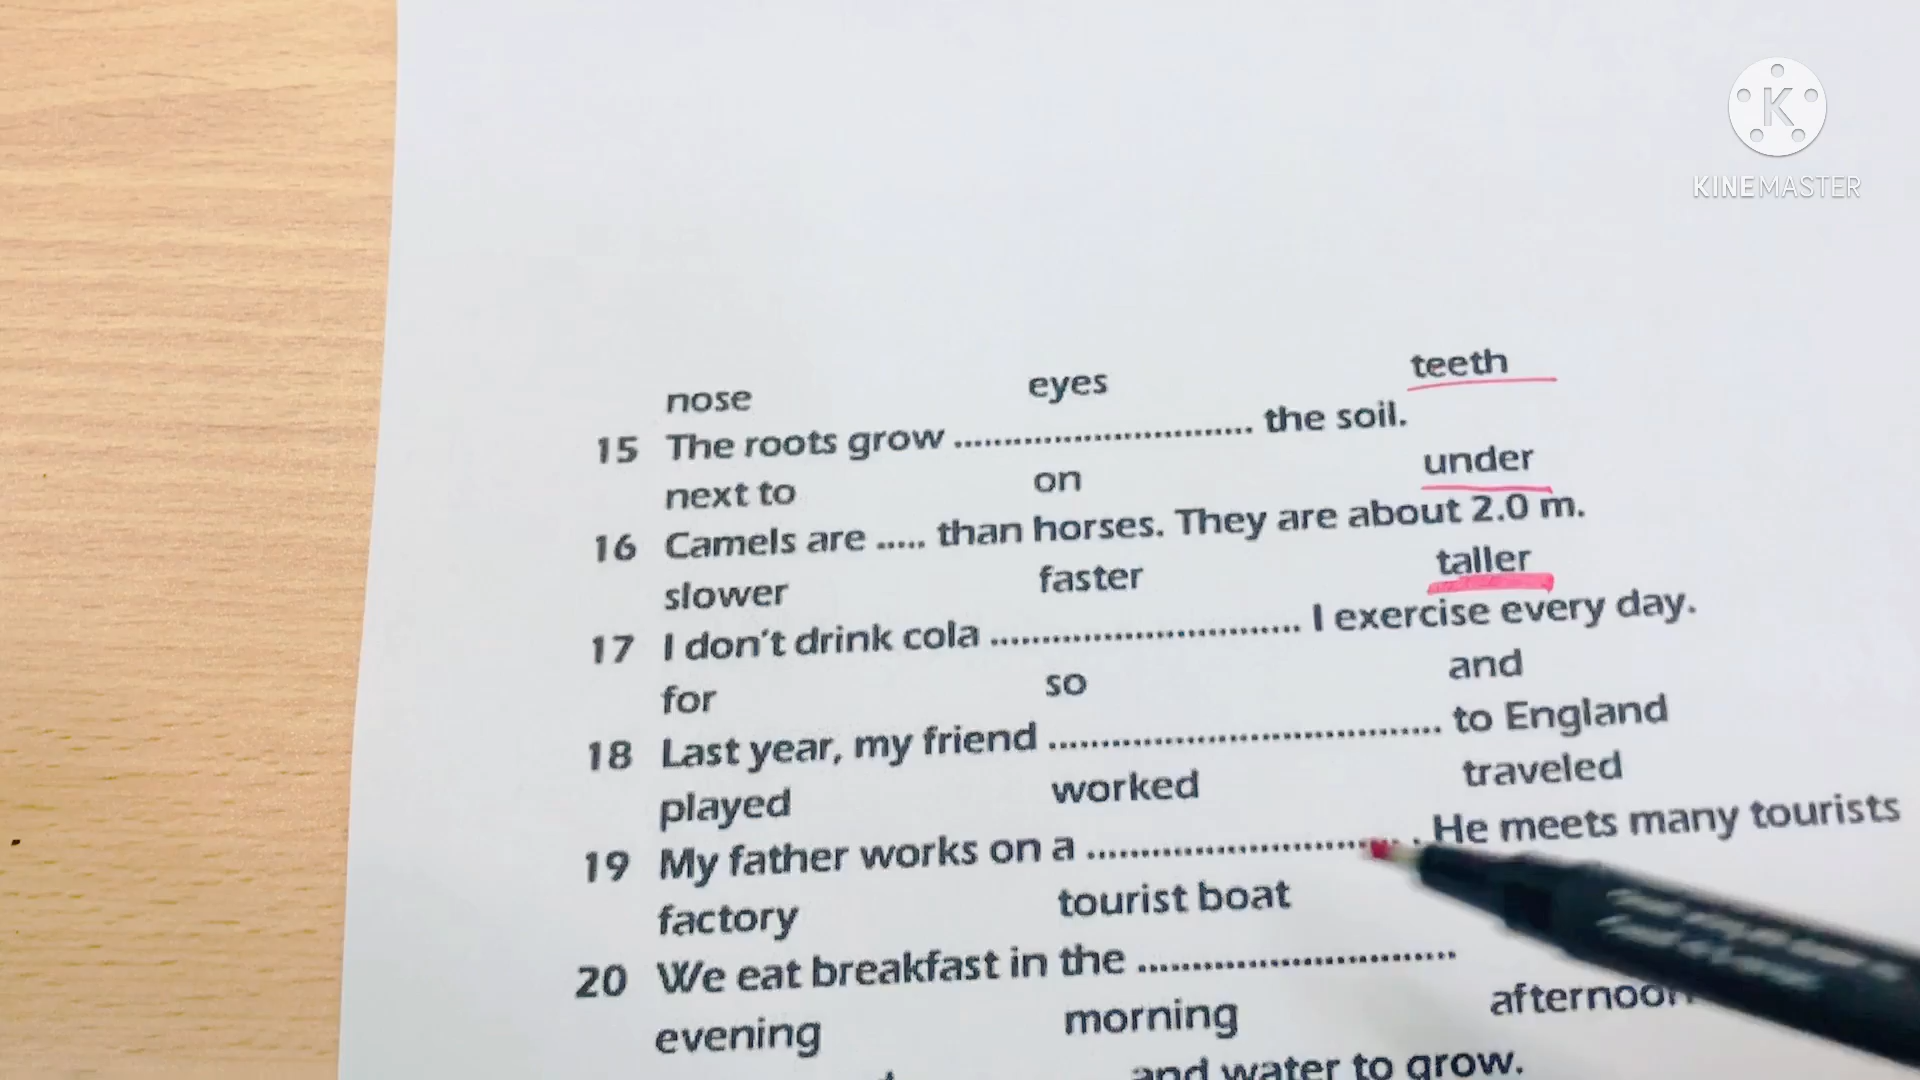 K
KINEMASTER
nose eyes teeth
15 The roots grow .............................. the soil.
next to on under
16 Camels are ..... than horses. They are about 2.0 m.
slower faster taller
17 I don't drink cola .............................. I exercise every day.
for so and
18 Last year, my friend ...................................... to England
played worked traveled
19 My father works on a .............................. . He meets many tourists
factory tourist boat
20 We eat breakfast in the ..............................
evening morning afternoon
and water to grow.